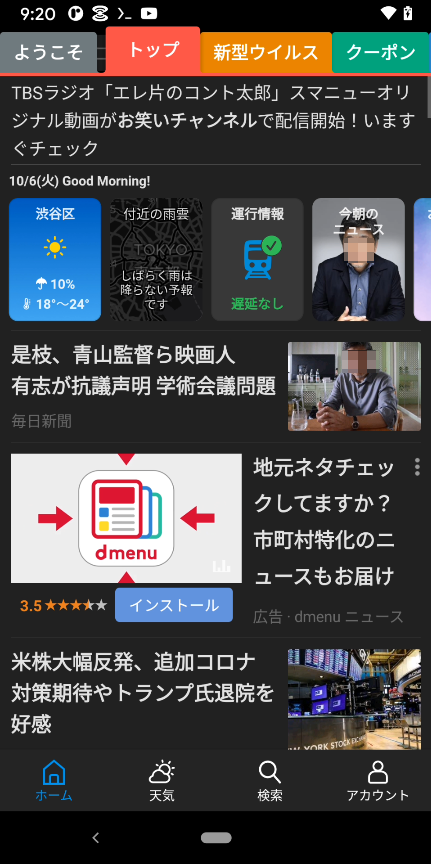 9:20
ようこそ
トップ
新型ウイルス
クーポン
TBSラジオ「エレ片のコント太郎」スマニューオリ
ジナル動画がお笑いチャンネルで配信開始！います
ぐチェック
10/6(火) Good Morning!
渋谷区
10%
18°～24°
付近の雨雲
TOKYO
しばらく雨は
降らない予報
です
運行情報
遅延なし
今朝の
ニュース
是枝、青山監督ら映画人
有志が抗議声明 学術会議問題
毎日新聞
dmenu
3.5
インストール
地元ネタチェッ
クしてますか？
市町村特化のニ
ュースもお届け
広告 · dmenu ニュース
米株大幅反発、追加コロナ
対策期待やトランプ氏退院を
好感
YORK STOCK
ホーム
天気
検索
アカウント